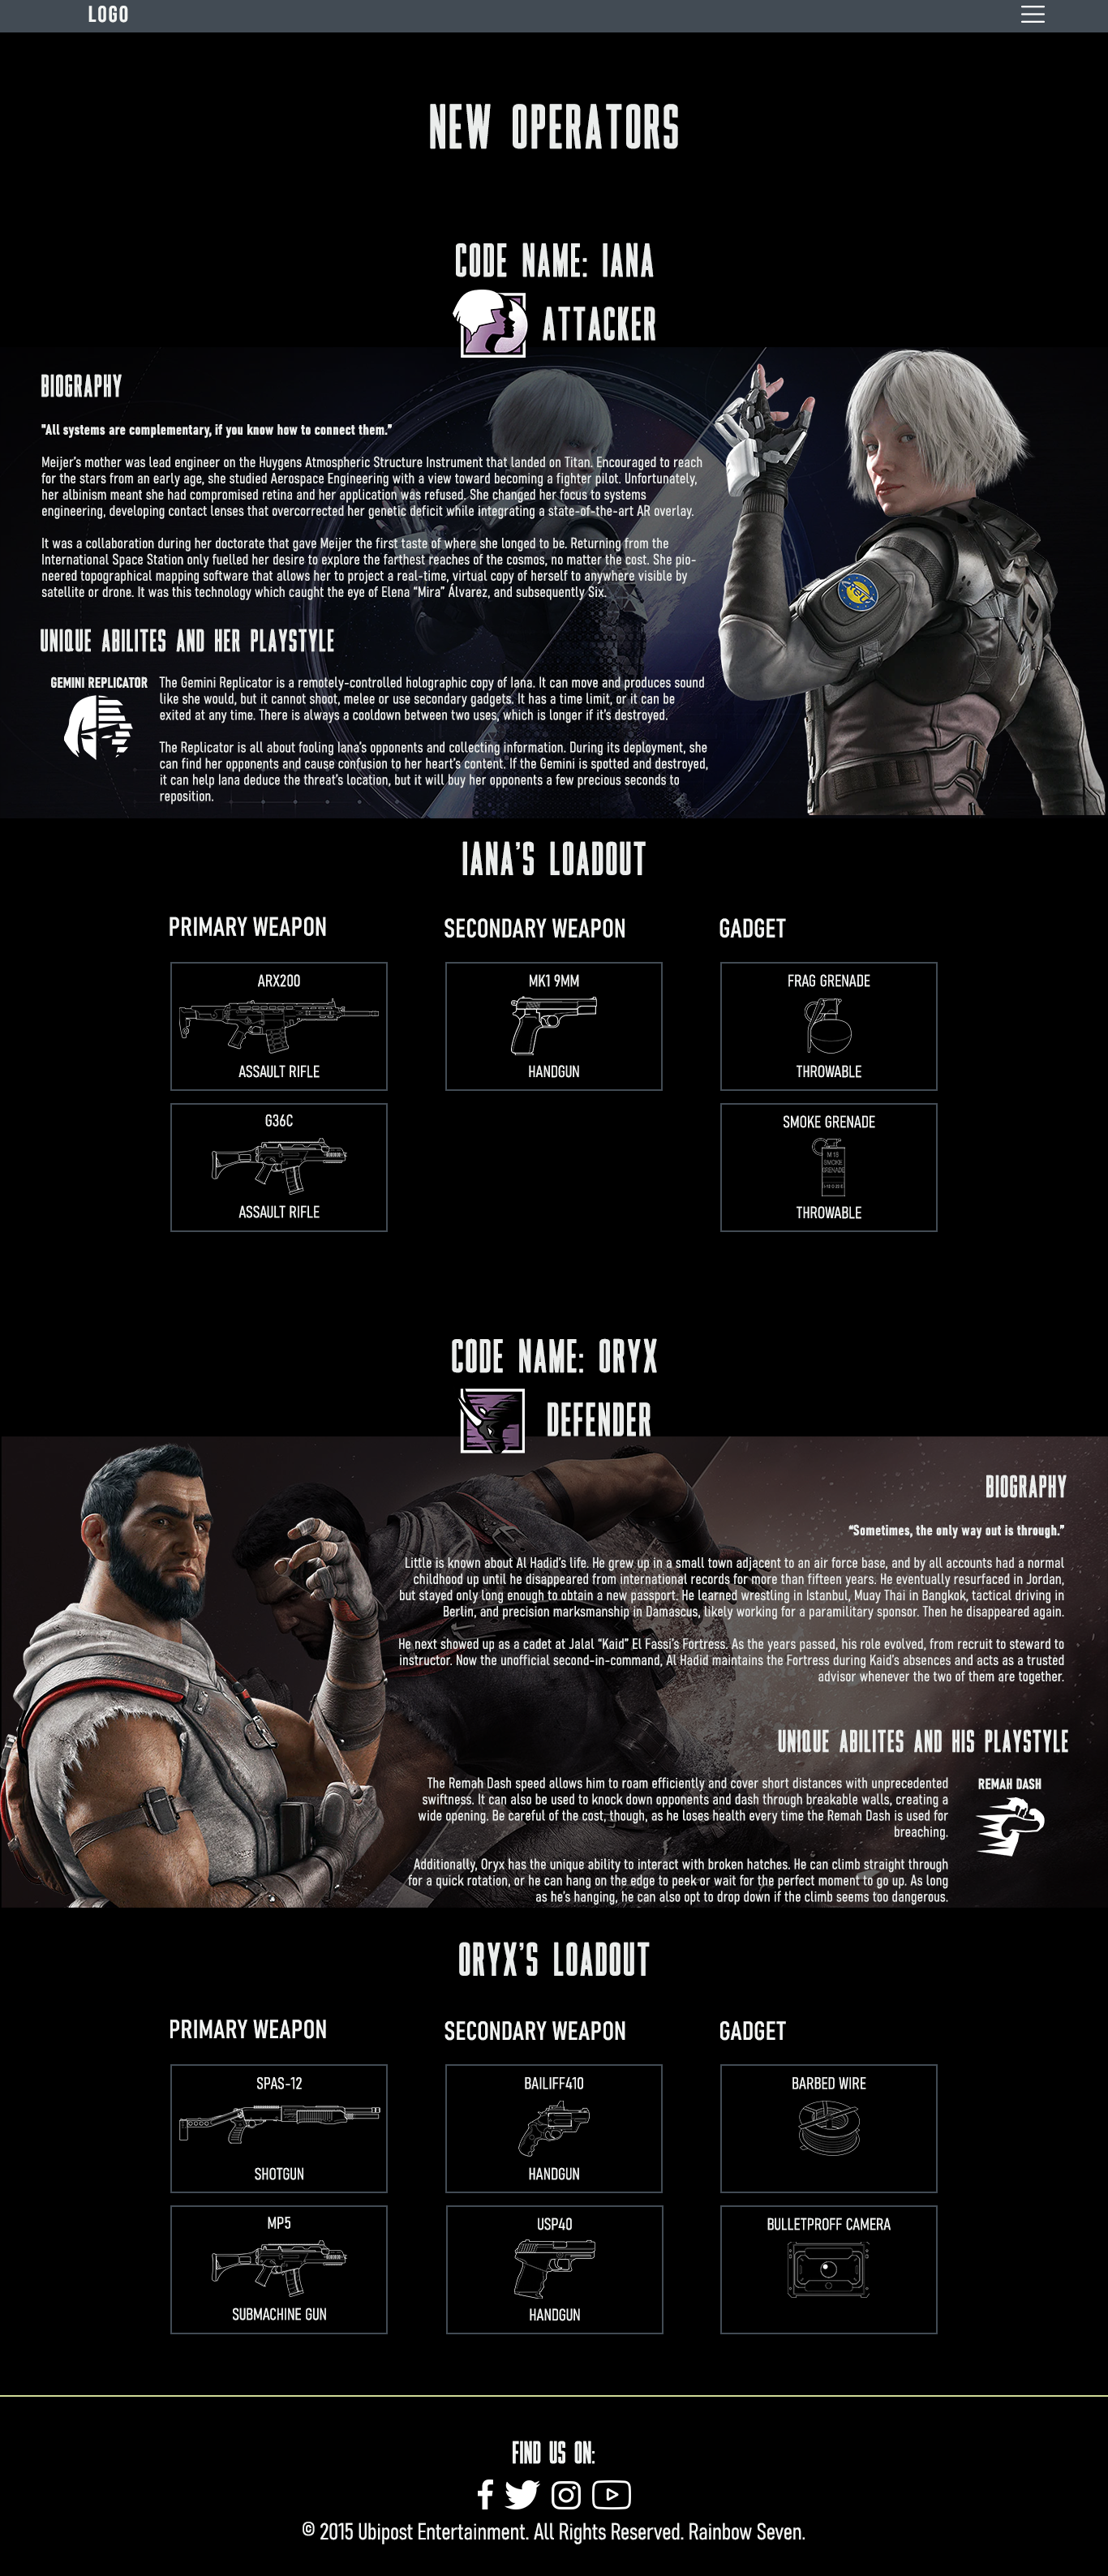 LOGO
NEW OPERATORS
CODE NAME: IANA
ATTACKER
BIOGRAPHY
"All systems are complementary, if you know how to connect them."
Meijer's mother was lead engineer on the Huygens Atmospheric Structure Instrument that landed on Titan. Encouraged to reach
for the stars from an early age, she studied Aerospace Engineering with a view toward becoming a fighter pilot. Unfortunately,
her albinism meant she had compromised retina and her application was refused. She changed her focus to systems
engineering, developing contact lenses that overcorrected her genetic deficit while integrating a state-of-the-art AR overlay.
It was a collaboration during her doctorate that gave Meijer the first taste of where she longed to be. Returning from the
International Space Station only fuelled her desire to explore the farthest reaches of the cosmos, no matter the cost. She pio-
neered topographical mapping software that allows her to project a real-time, virtual copy of herself to anywhere visible by
satellite or drone. It was this technology which caught the eye of Elena “Mira” Álvarez, and subsequently Six.
UNIQUE ABILITES AND HER PLAYSTYLE
GEMINI REPLICATOR
The Gemini Replicator is a remotely-controlled holographic copy of Iana. It can move and produces sound
like she would, but it cannot shoot, melee or use secondary gadgets. It has a time limit, or it can be
exited at any time. There is always a cooldown between two uses, which is longer if it's destroyed.
The Replicator is all about fooling Iana's opponents and collecting information. During its deployment, she
can find her opponents and cause confusion to her heart's content. If the Gemini is spotted and destroyed,
it can help Iana deduce the threat's location, but it will buy her opponents a few precious seconds to
reposition.
IANA'S LOADOUT
PRIMARY WEAPON
SECONDARY WEAPON
GADGET
ARX200
ASSAULT RIFLE
MK1 9MM
HANDGUN
FRAG GRENADE
THROWABLE
G36C
ASSAULT RIFLE
SMOKE GRENADE
M 18
SMOKE
GRENADE
THROWABLE
CODE NAME: ORYX
DEFENDER
BIOGRAPHY
“Sometimes, the only way out is through.”
Little is known about Al Hadid's life. He grew up in a small town adjacent to an air force base, and by all accounts had a normal
childhood up until he disappeared from international records for more than fifteen years. He eventually resurfaced in Jordan,
but stayed only long enough to obtain a new passport. He learned wrestling in Istanbul, Muay Thai in Bangkok, tactical driving in
Berlin, and precision marksmanship in Damascus, likely working for a paramilitary sponsor. Then he disappeared again.
He next showed up as a cadet at Jalal “Kaid” El Fassi's Fortress. As the years passed, his role evolved, from recruit to steward to
instructor. Now the unofficial second-in-command, Al Hadid maintains the Fortress during Kaid's absences and acts as a trusted
advisor whenever the two of them are together.
UNIQUE ABILITES AND HIS PLAYSTYLE
REMAH DASH
The Remah Dash speed allows him to roam efficiently and cover short distances with unprecedented
swiftness. It can also be used to knock down opponents and dash through breakable walls, creating a
wide opening. Be careful of the cost, though, as he loses health every time the Remah Dash is used for
breaching.
Additionally, Oryx has the unique ability to interact with broken hatches. He can climb straight through
for a quick rotation, or he can hang on the edge to peek or wait for the perfect moment to go up. As long
as he's hanging, he can also opt to drop down if the climb seems too dangerous.
ORYX'S LOADOUT
PRIMARY WEAPON
SECONDARY WEAPON
GADGET
SPAS-12
SHOTGUN
BAILIFF410
HANDGUN
BARBED WIRE
MP5
SUBMACHINE GUN
USP40
HANDGUN
BULLETPROFF CAMERA
FIND US ON:
© 2015 Ubipost Entertainment. All Rights Reserved. Rainbow Seven.